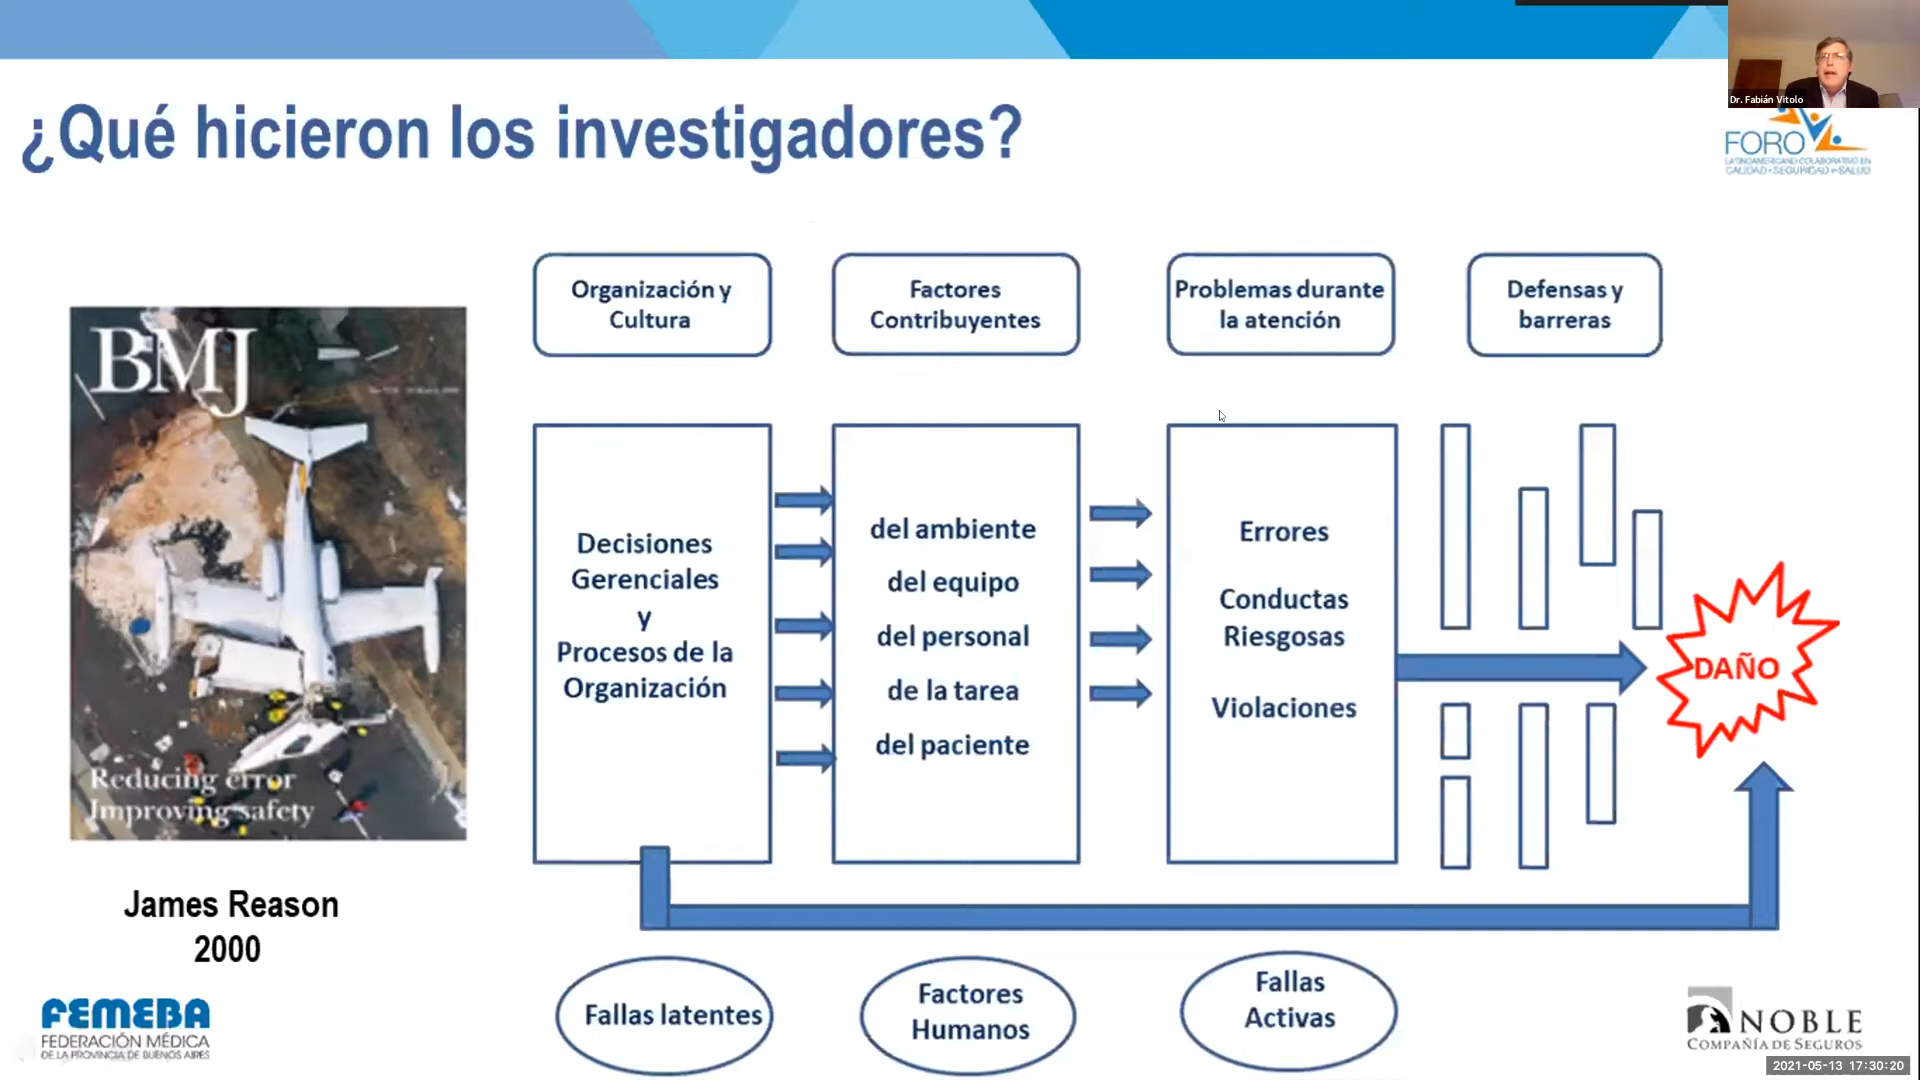 Dr. Fabián Vitolo
¿Qué hicieron los investigadores?
FORO
LATINOAMERICANO COLABORATIVO EN
CALIDAD Y SEGURIDAD EN SALUD
Organización y
Cultura
Factores
Contribuyentes
Problemas durante
la atención
Defensas y
barreras
BMJ
Reducing error
Improving safety
Decisiones
Gerenciales
y
Procesos de la
Organización
del ambiente
del equipo
del personal
de la tarea
del paciente
Errores
Conductas
Riesgosas
Violaciones
DAÑO
James Reason
2000
Fallas latentes
Factores
Humanos
Fallas
Activas
FEMEBA
FEDERACIÓN MÉDICA
DE LA PROVINCIA DE BUENOS AIRES
NOBLE
COMPAÑÍA DE SEGUROS
2021-05-13 17:30:20